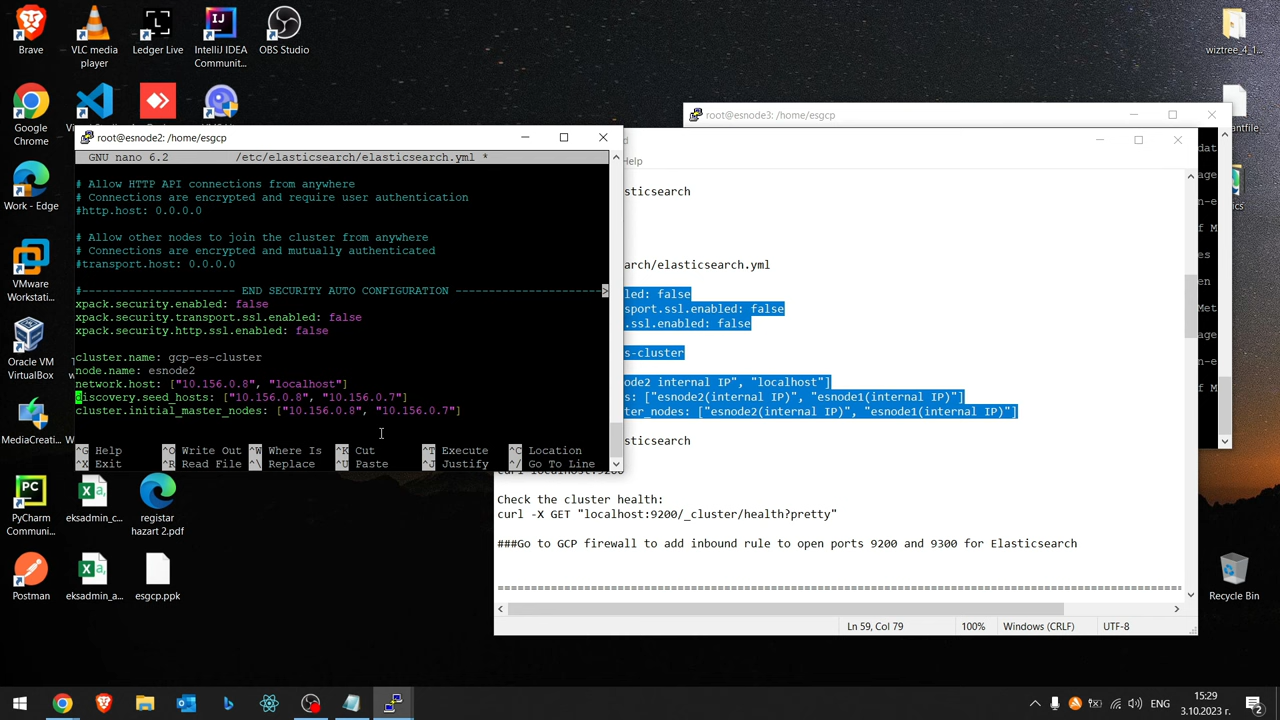 Brave
VLC media
player
Ledger Live
IntelliJ IDEA
Communit...
OBS Studio
wiztree_4_1...
Google
Chrome
Work - Edge
VMware
Workstati...
Oracle VM
VirtualBox
MediaCreati...
PyCharm
Communi...
eksadmin_c...
registar
hazart 2.pdf
Postman
eksadmin_a...
esgcp.ppk
Recycle Bin
root@esnode3: /home/esgcp
root@esnode2: /home/esgcp
GNU nano 6.2 /etc/elasticsearch/elasticsearch.yml *
# Allow HTTP API connections from anywhere
# Connections are encrypted and require user authentication
#http.host: 0.0.0.0
# Allow other nodes to join the cluster from anywhere
# Connections are encrypted and mutually authenticated
#transport.host: 0.0.0.0
#----------------------- END SECURITY AUTO CONFIGURATION ----------------------->
xpack.security.enabled: false
xpack.security.transport.ssl.enabled: false
xpack.security.http.ssl.enabled: false
cluster.name: gcp-es-cluster
node.name: esnode2
network.host: ["10.156.0.8", "localhost"]
discovery.seed_hosts: ["10.156.0.8", "10.156.0.7"]
cluster.initial_master_nodes: ["10.156.0.8", "10.156.0.7"]
^G Help ^O Write Out ^W Where Is ^K Cut ^T Execute ^C Location
^X Exit ^R Read File ^\ Replace ^U Paste ^J Justify ^/ Go To Line
Help
sticsearch
arch/elasticsearch.yml
led: false
sport.ssl.enabled: false
.ssl.enabled: false
s-cluster
ode2 internal IP", "localhost"]
s: ["esnode2(internal IP)", "esnode1(internal IP)"]
ter_nodes: ["esnode2(internal IP)", "esnode1(internal IP)"]
sticsearch
curl localhost:9200
Check the cluster health:
curl -X GET "localhost:9200/_cluster/health?pretty"
###Go to GCP firewall to add inbound rule to open ports 9200 and 9300 for Elasticsearch
=====================================================================================
Ln 59, Col 79 100% Windows (CRLF) UTF-8
ENG
15:29
3.10.2023 г.
2